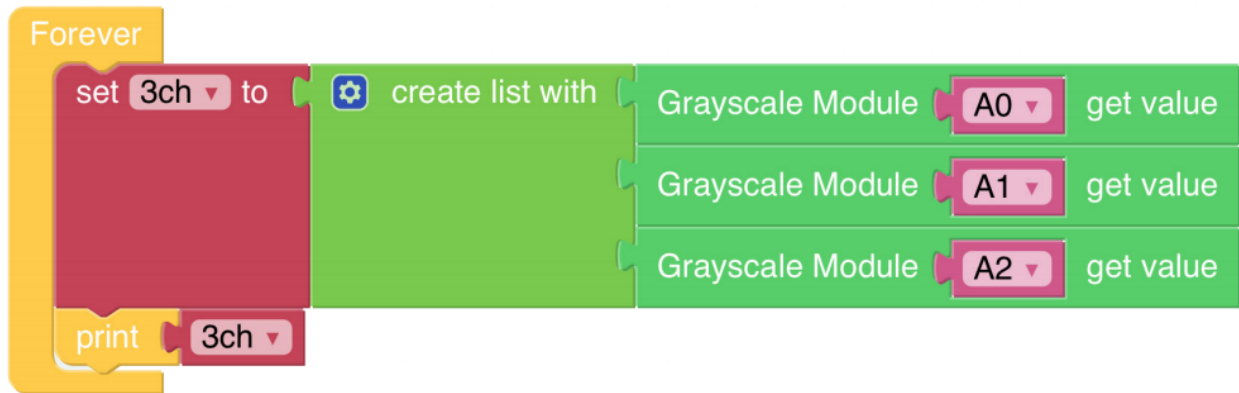 Forever
set 3ch to create list with Grayscale Module A0 get value
Grayscale Module A1 get value
Grayscale Module A2 get value
print 3ch